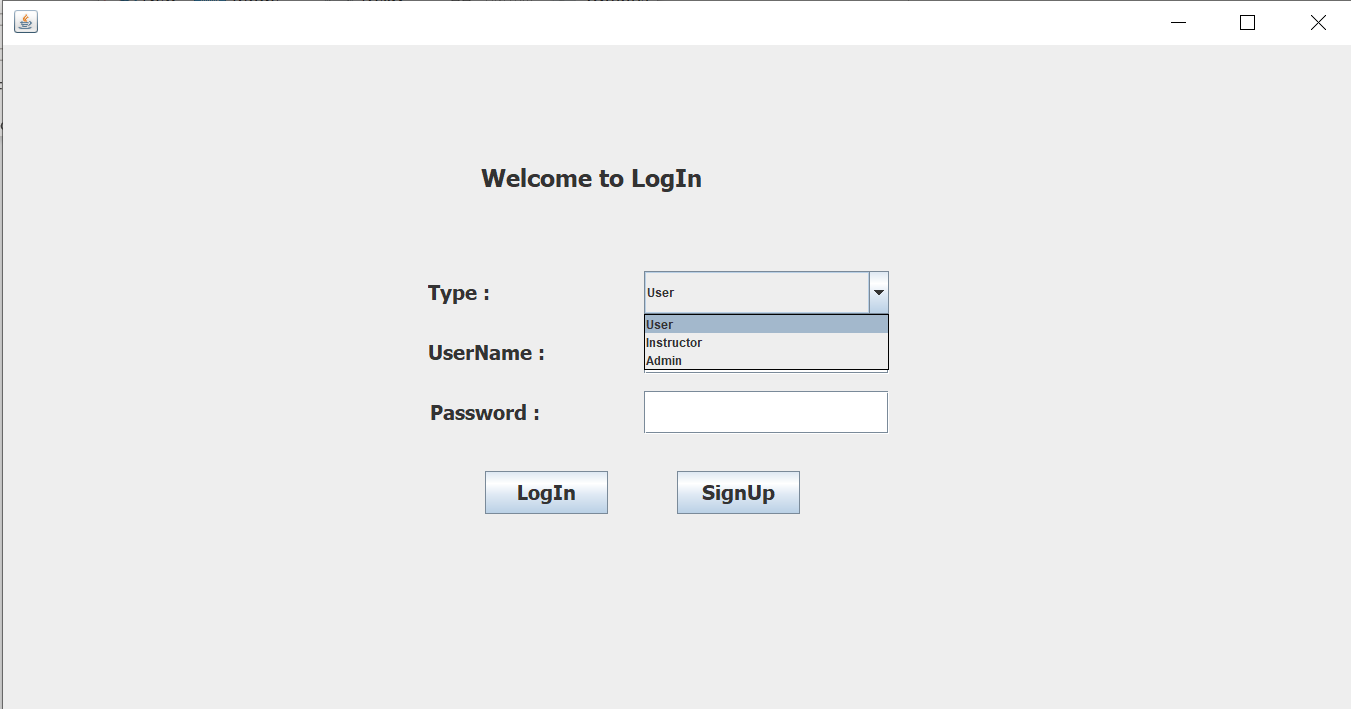 Welcome to LogIn
Type :
User
User
Instructor
Admin
UserName :
Password :
LogIn
SignUp